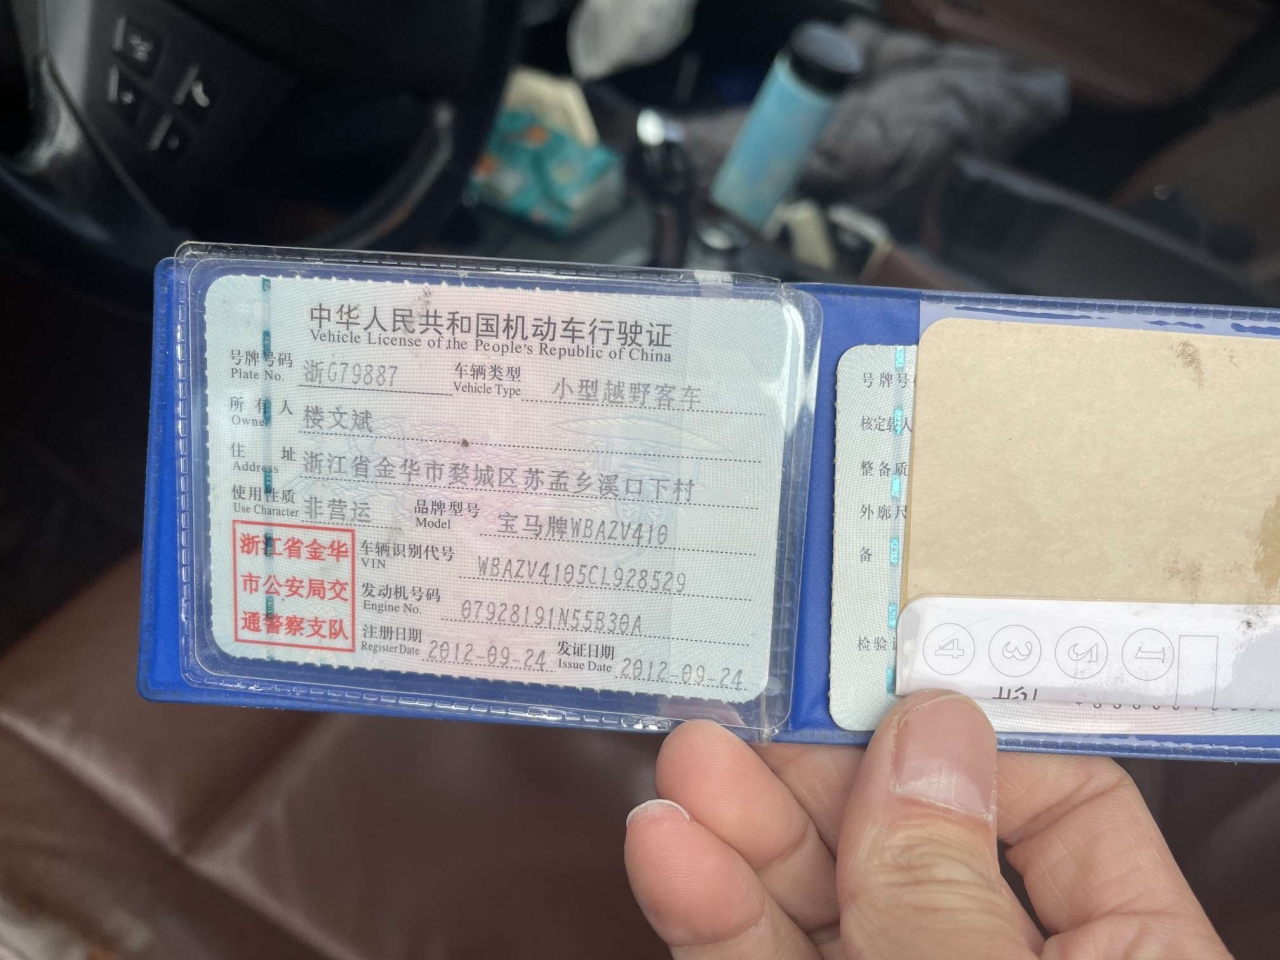 中华人民共和国机动车行驶证
Vehicle License of the People's Republic of China
号牌号码 浙G79887 车辆类型 小型越野客车
Plate No. Vehicle Type
所有人 楼文斌
Owner
住址 浙江省金华市婺城区苏孟乡溪口下村
Address
使用性质 非营运 品牌型号 宝马牌WBAZV410
Use Character Model
浙江省金华
市公安局交
通警察支队
车辆识别代号 WBAZV4105CL928529
VIN
发动机号码 07928191N55B30A
Engine No.
注册日期 2012-09-24 发证日期 2012-09-24
Register Date Issue Date
号牌号
核定载人
整备质
外廓尺
备
检验
4 3 2 1